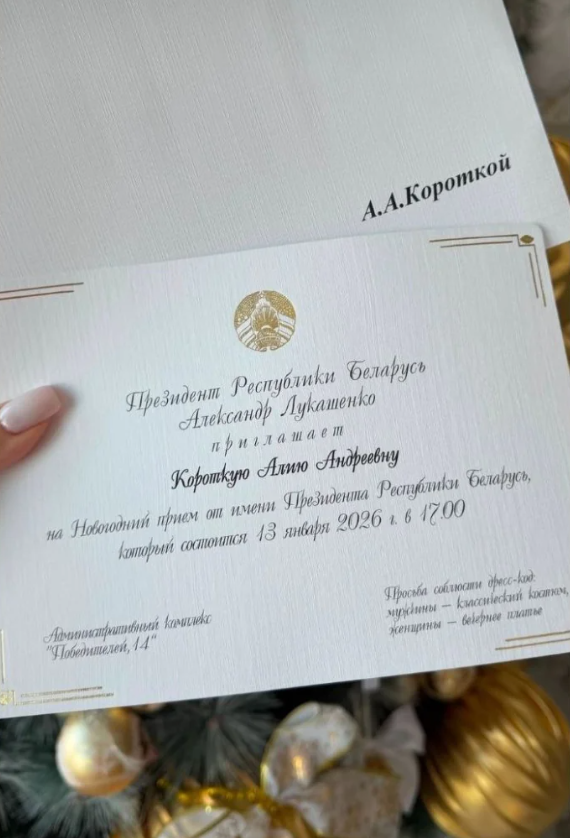 А.А.Короткой
Президент Республики Беларусь
Александр Лукашенко
приглашает
Короткую Алию Андреевну
на Новогодний прием от имени Президента Республики Беларусь,
который состоится 13 января 2026 г. в 17.00
Административный комплекс
"Победителей, 14"
Просьба соблюсти дресс-код:
мужчины – классический костюм,
женщины – вечернее платье